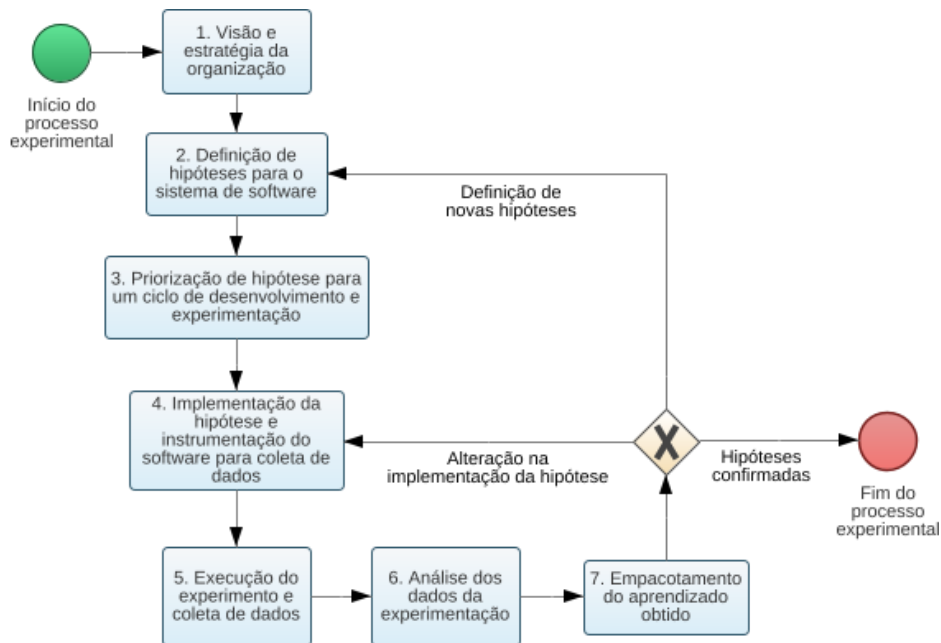 1. Visão e
estratégia da
organização
Início do
processo
experimental
2. Definição de
hipóteses para o
sistema de software
Definição de
novas hipóteses
3. Priorização de hipótese para
um ciclo de desenvolvimento e
experimentação
4. Implementação da
hipótese e
instrumentação do
software para coleta de
dados
Alteração na
implementação da hipótese
X
Hipóteses
confirmadas
Fim do
processo
experimental
5. Execução do
experimento e
coleta de dados
6. Análise dos
dados da
experimentação
7. Empacotamento
do aprendizado
obtido